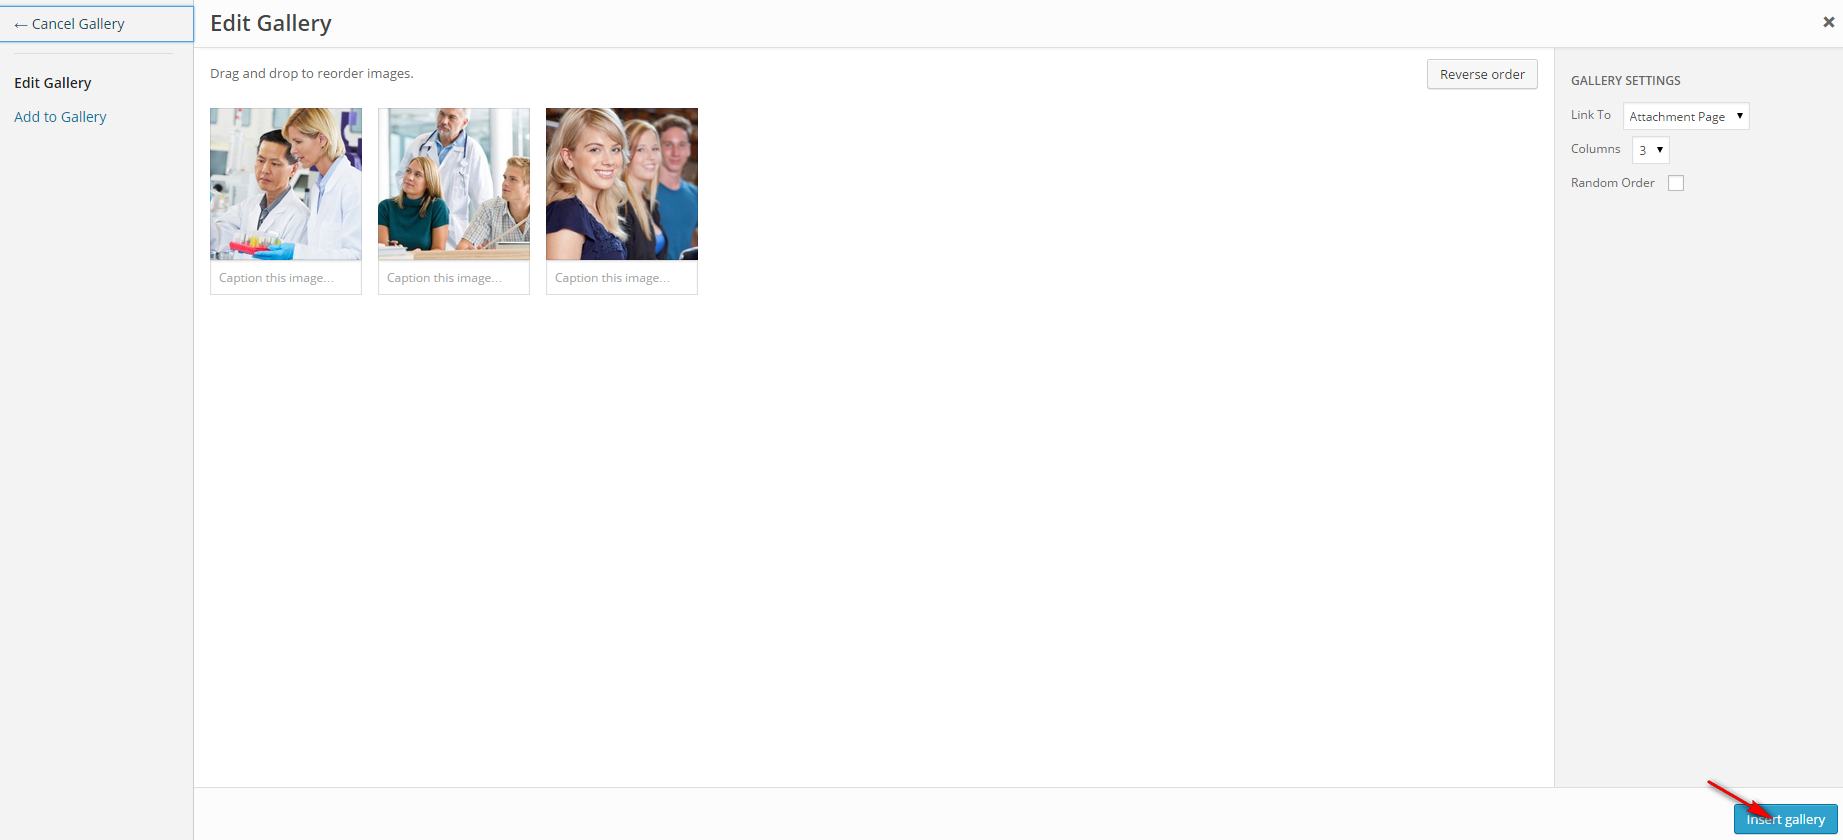 ← Cancel Gallery
Edit Gallery
Add to Gallery
Edit Gallery
Drag and drop to reorder images.
Reverse order
Caption this image...
Caption this image...
Caption this image...
GALLERY SETTINGS
Link To Attachment Page
Columns 3
Random Order
Insert gallery